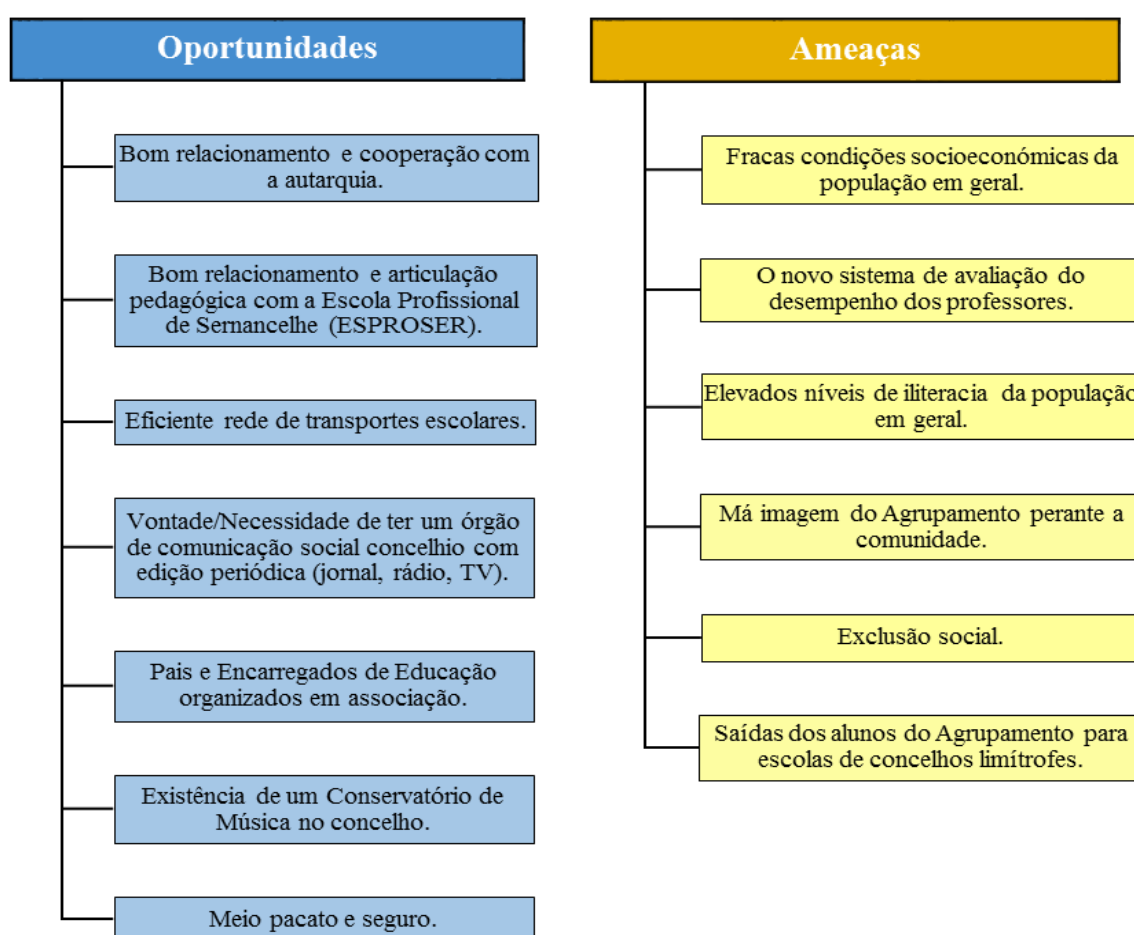 Oportunidades
Bom relacionamento e cooperação com
a autarquia.
Bom relacionamento e articulação
pedagógica com a Escola Profissional
de Sernancelhe (ESPROSER).
Eficiente rede de transportes escolares.
Vontade/Necessidade de ter um órgão
de comunicação social concelhio com
edição periódica (jornal, rádio, TV).
Pais e Encarregados de Educação
organizados em associação.
Existência de um Conservatório de
Música no concelho.
Meio pacato e seguro.
Ameaças
Fracas condições socioeconómicas da
população em geral.
O novo sistema de avaliação do
desempenho dos professores.
Elevados níveis de iliteracia da população
em geral.
Má imagem do Agrupamento perante a
comunidade.
Exclusão social.
Saídas dos alunos do Agrupamento para
escolas de concelhos limítrofes.